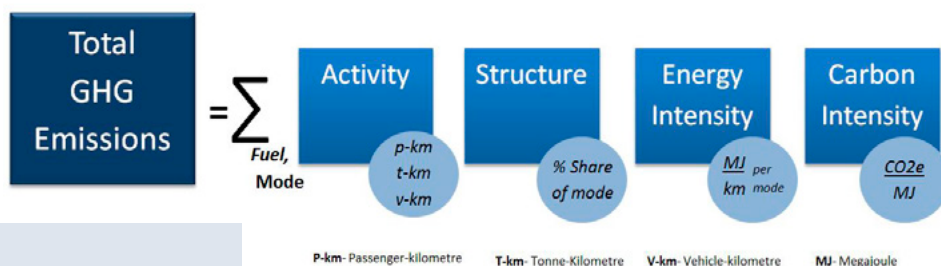 Total
GHG
Emissions
=
∑
Fuel,
Mode
Activity
p-km
t-km
v-km
Structure
% Share
of mode
Energy
Intensity
MJ per
km mode
Carbon
Intensity
CO2e
MJ
P-km- Passenger-kilometre T-km- Tonne-Kilometre V-km- Vehicle-kilometre MJ- Megajoule